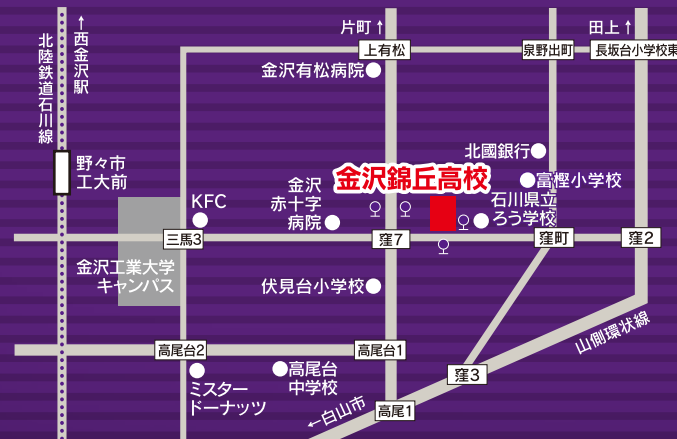 片町↑
田上↑
↑西金沢駅
北陸鉄道石川線
上有松
泉野出町
長坂台小学校東
金沢有松病院
野々市
工大前
北國銀行
富樫小学校
金沢錦丘高校
KFC
金沢
赤十字
病院
石川県立
ろう学校
三馬3
窪7
窪町
窪2
金沢工業大学
キャンパス
伏見台小学校
山側環状線
高尾台2
高尾台1
ミスター
ドーナッツ
高尾台
中学校
窪3
←白山市
高尾1